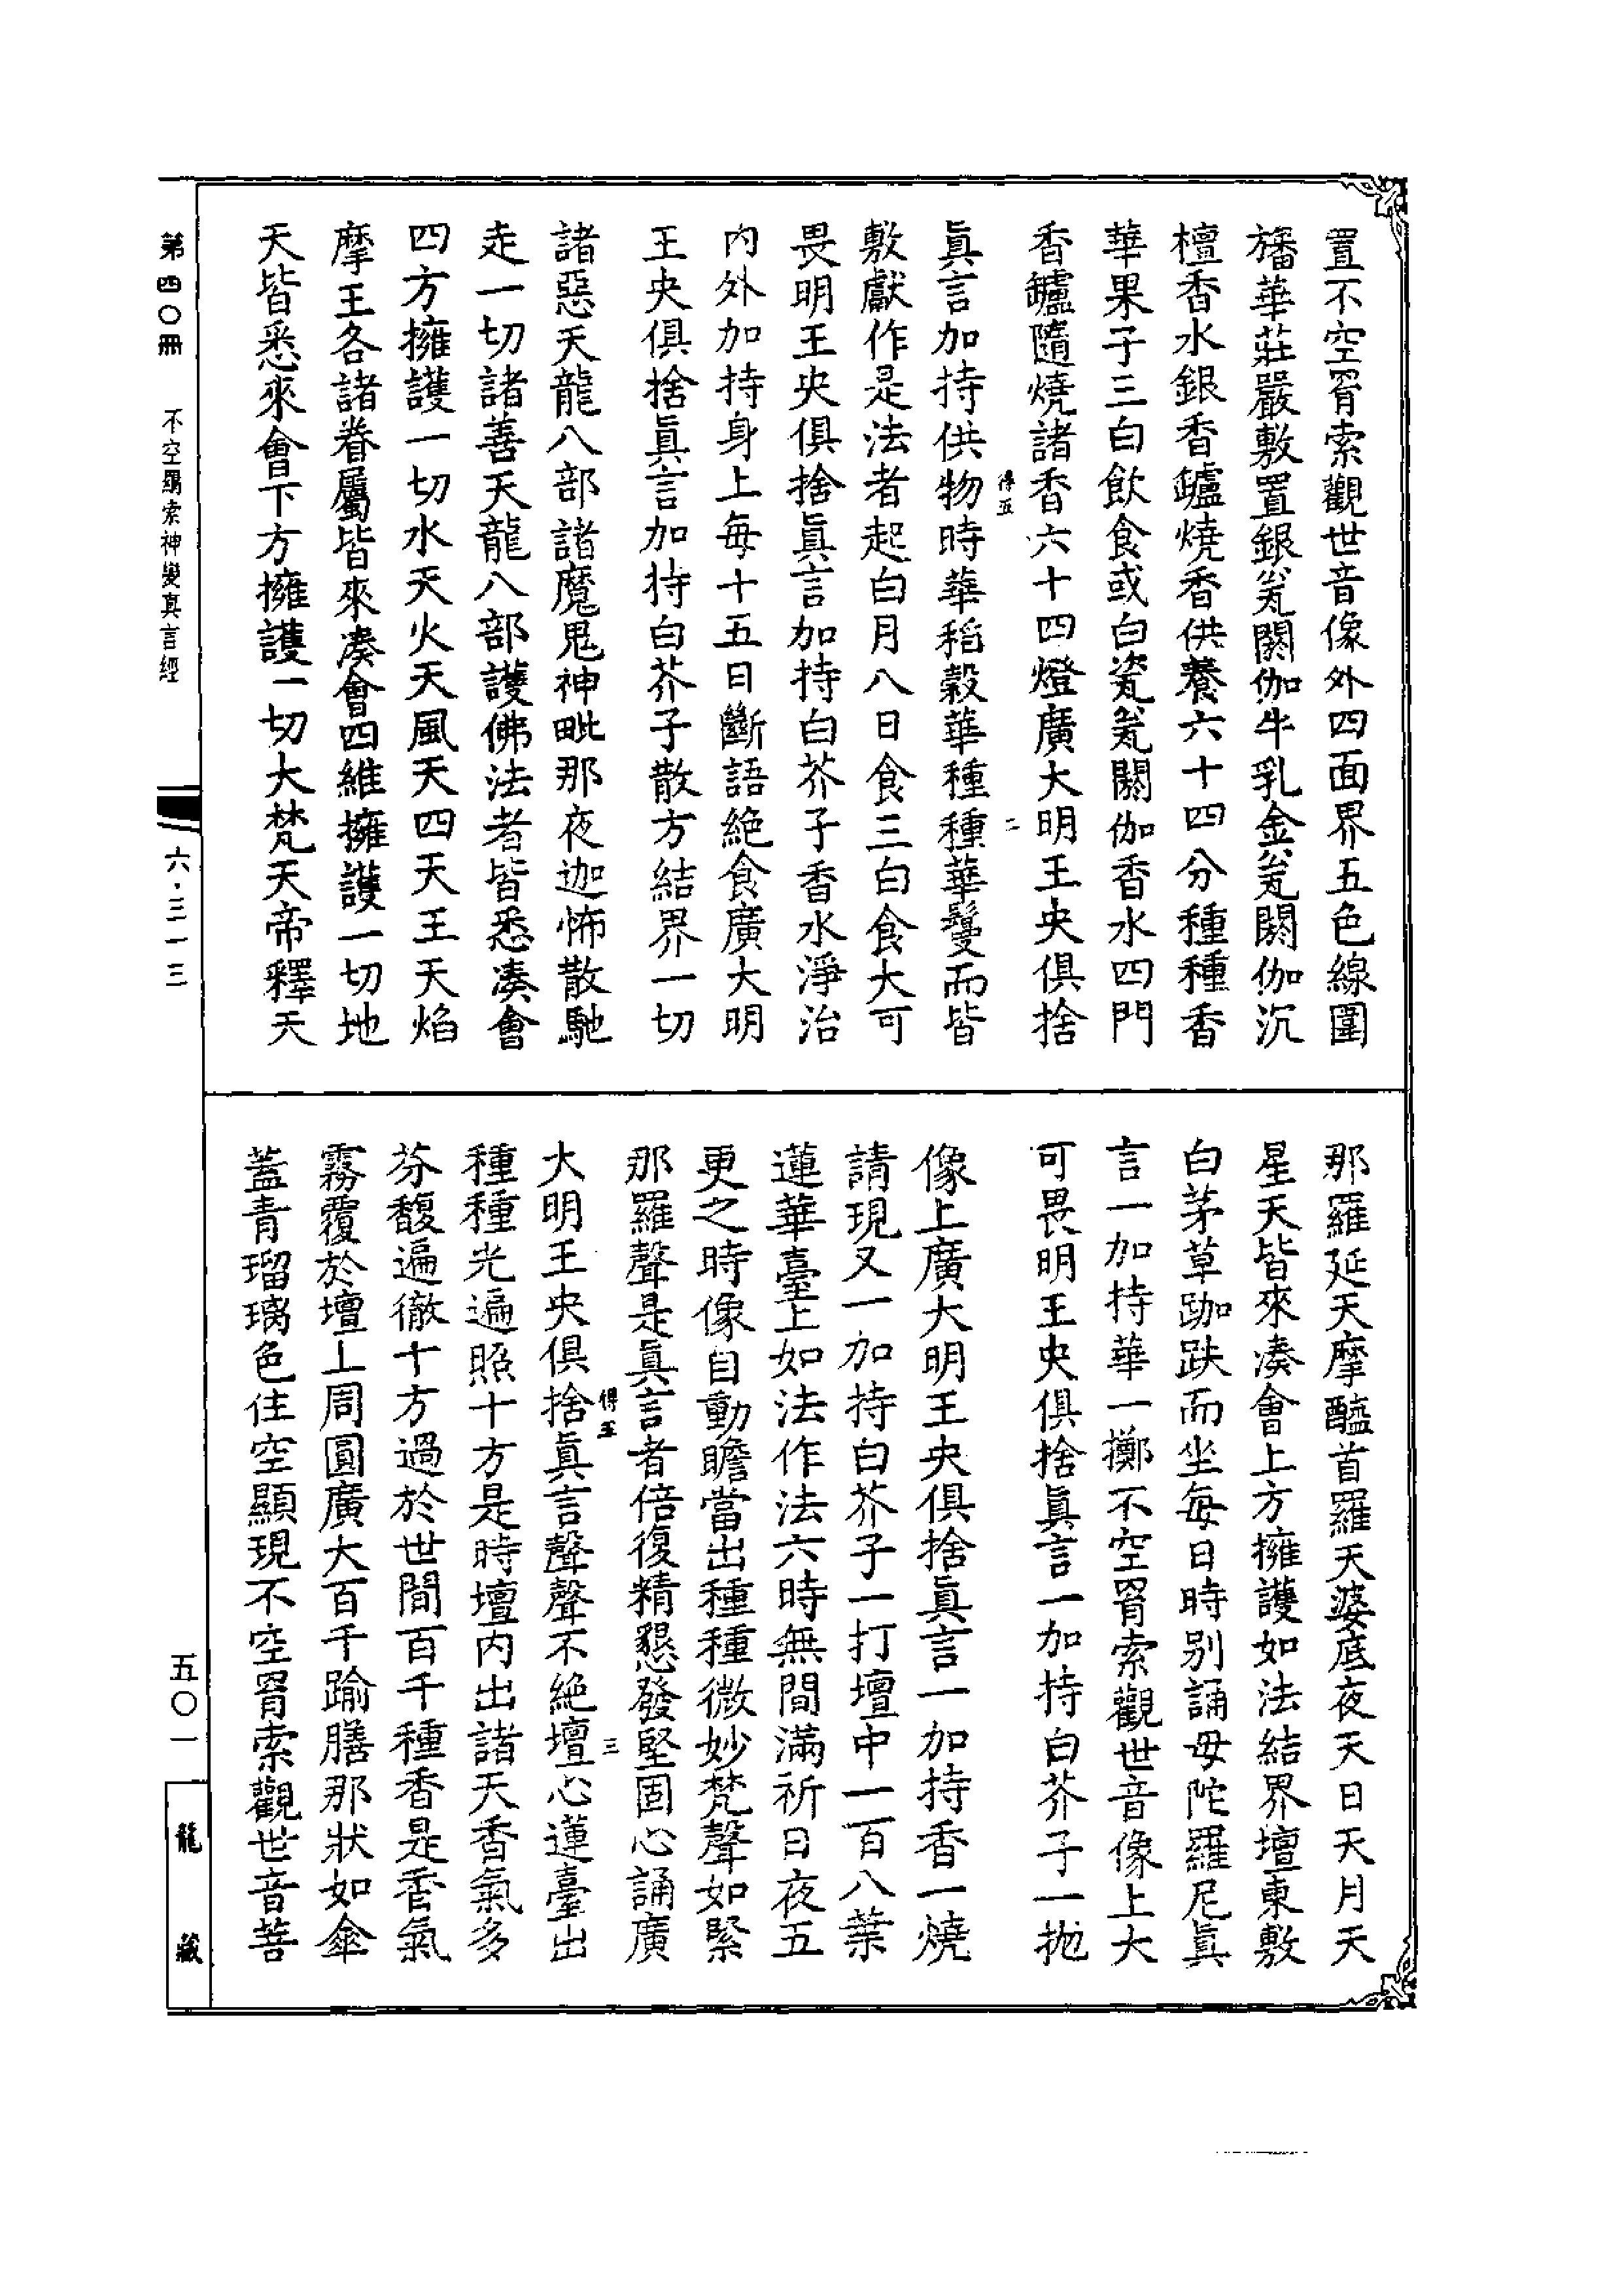 置不空罥索觀世音像外四面界五色線圍
旛華莊嚴敷置銀瓫閼伽牛乳金瓫閼伽沉
檀香水銀香鑪燒香供養六十四分種種香
華果子三白飲食或白瓷瓫閼伽香水四門
香鑪隨燒諸香六十四燈廣大明王央俱捨
二
眞言加持供物時華稻穀華種種華鬘而皆
敷獻作是法者起白月八日食三白食大可
畏明王央俱捨眞言加持白芥子香水淨治
內外加持身上每十五日斷語絶食廣大明
王央俱捨眞言加持白芥子散方結界一切
諸惡天龍八部諸魔鬼神毗那夜迦怖散馳
走一切諸善天龍八部護佛法者皆悉湊會
四方擁護一切水天火天風天四天王天焰
摩王各諸眷屬皆來湊會四維擁護一切地
天皆悉來會下方擁護一切大梵天帝釋天
那羅延天摩醯首羅天婆底夜天日天月天
星天皆來湊會上方擁護如法結界壇東敷
白茅草跏趺而坐每日時別誦母陀羅尼眞
言一加持華一擲不空罥索觀世音像上大
可畏明王央俱捨眞言一加持白芥子一拋
像上廣大明王央俱捨眞言一加持香一燒
請現又一加持白芥子一打壇中一百八葉
蓮華臺上如法作法六時無間滿祈日夜五
更之時像自動瞻當出種種微妙梵聲如緊
那羅聲是眞言者倍復精懇發堅固心誦廣
三
大明王央俱捨眞言聲聲不絶壇心蓮臺出
種種光遍照十方是時壇内出諸天香氣多
芬馥遍徹十方過於世間百千種香是香氣
霧覆於壇上周圓廣大百千踰膳那狀如傘
蓋青瑠璃色住空顯現不空罥索觀世音菩
第四〇冊 不空羂索神變真言經
六·三一三
五〇一
龍藏